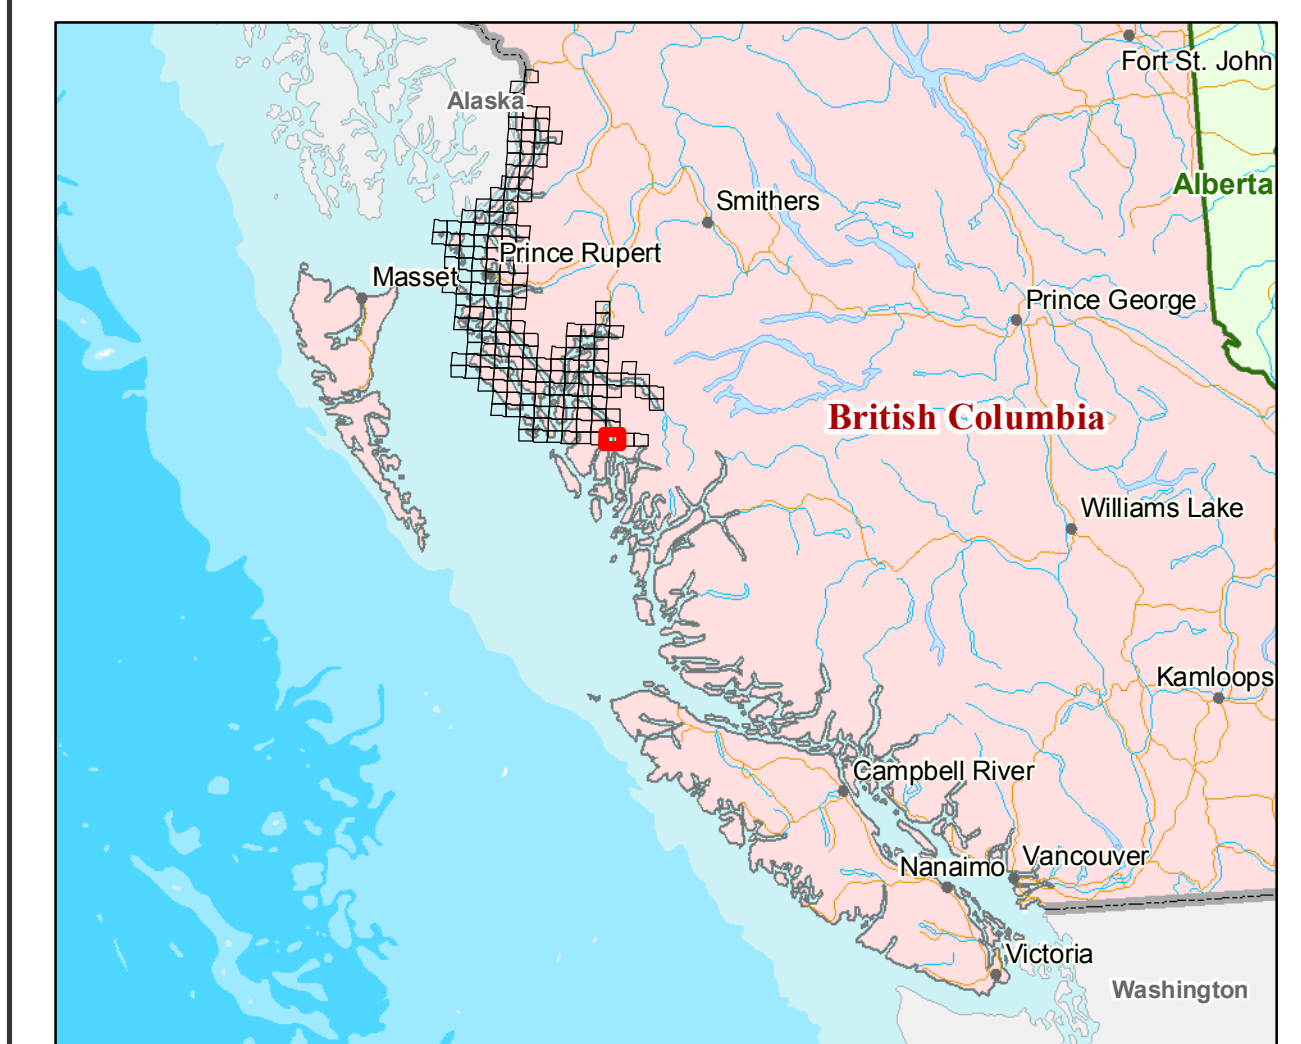 Fort St. John
Alaska
Alberta
Smithers
Prince Rupert
Masset
Prince George
British Columbia
Williams Lake
Kamloops
Campbell River
Vancouver
Nanaimo
Victoria
Washington